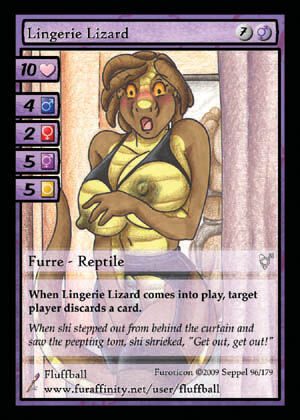 Lingerie Lizard 7
10
4
2
5
5
Furre - Reptile
When Lingerie Lizard comes into play, target
player discards a card.
When shi stepped out from behind the curtain and
saw the peeping tom, shi shrieked, "Get out, get out!"
Fluffball Furoticon ©2009 Seppel 96/179
www.furaffinity.net/user/fluffball